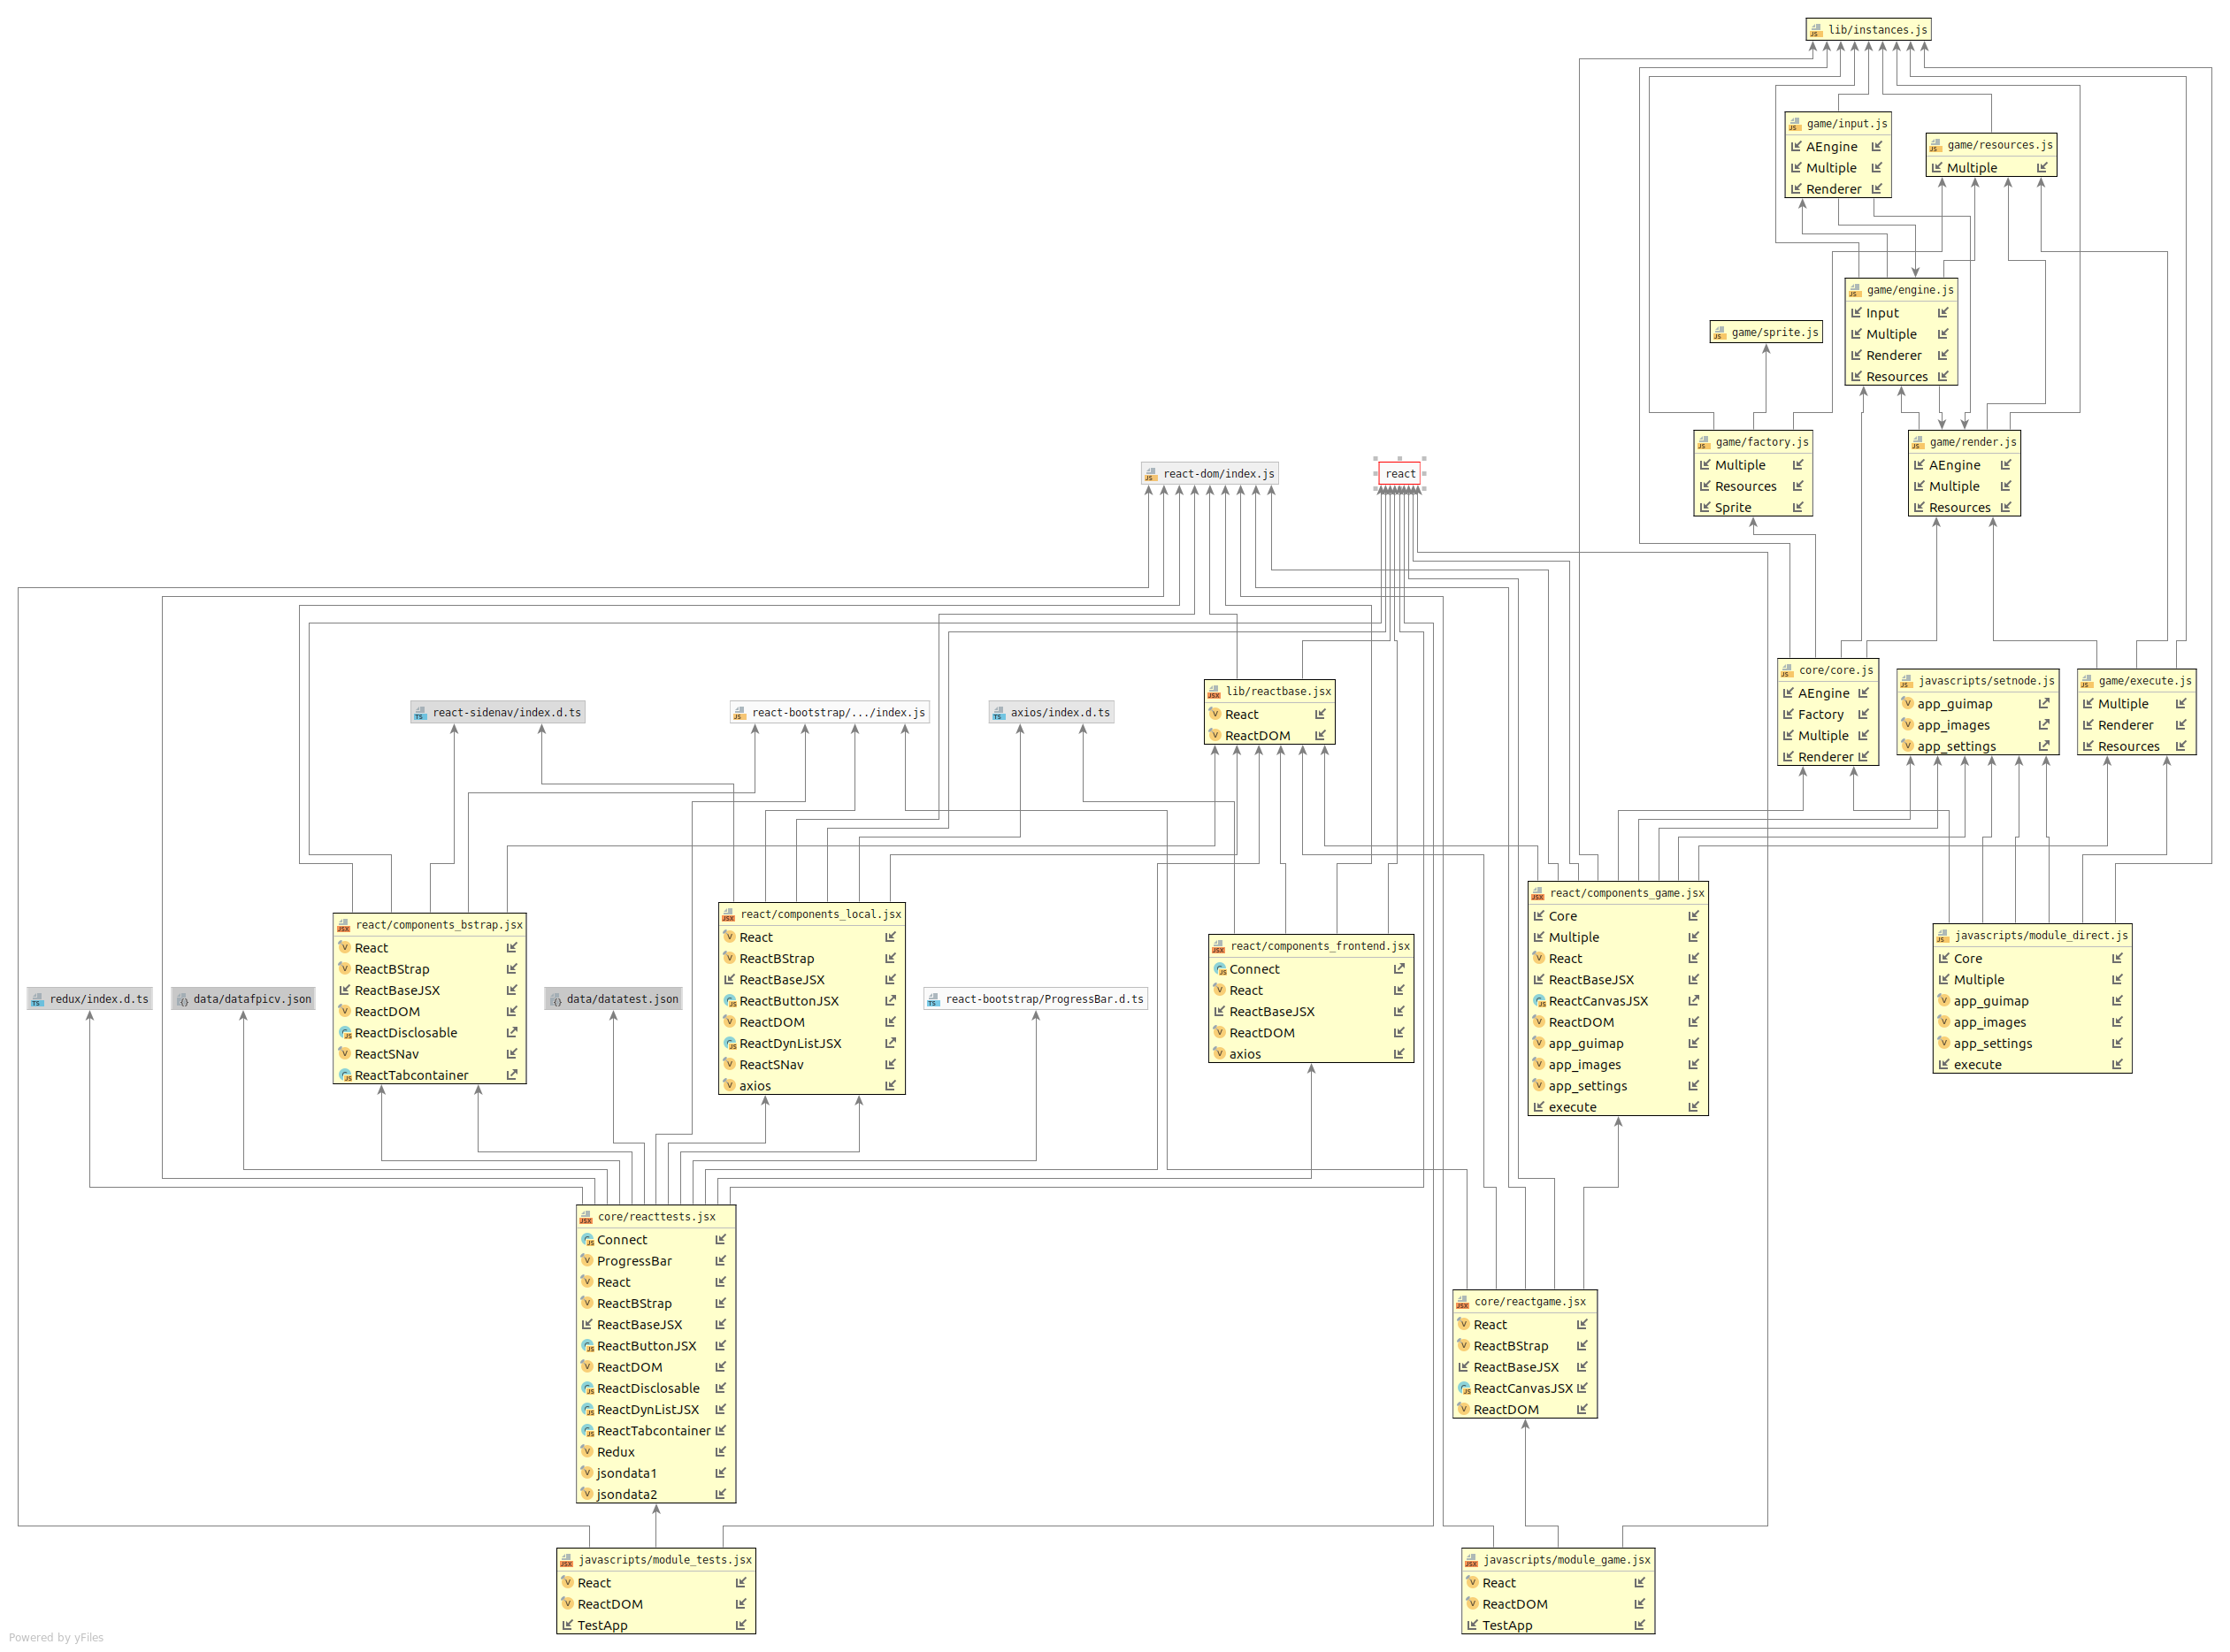 lib/instances.js
game/input.js
AEngine
Multiple
Renderer
game/resources.js
Multiple
game/engine.js
Input
Multiple
Renderer
Resources
game/sprite.js
game/factory.js
Multiple
Resources
Sprite
game/render.js
AEngine
Multiple
Resources
react-dom/index.js
react
core/core.js
AEngine
Factory
Multiple
Renderer
javascripts/setnode.js
app_guimap
app_images
app_settings
game/execute.js
Multiple
Renderer
Resources
lib/reactbase.jsx
React
ReactDOM
react-sidenav/index.d.ts
react-bootstrap/.../index.js
axios/index.d.ts
react/components_game.jsx
Core
Multiple
React
ReactBaseJSX
ReactCanvasJSX
ReactDOM
app_guimap
app_images
app_settings
execute
react/components_local.jsx
React
ReactBStrap
ReactBaseJSX
ReactButtonJSX
ReactDOM
ReactDynListJSX
ReactSNav
axios
react/components_bstrap.jsx
React
ReactBStrap
ReactBaseJSX
ReactDOM
ReactDisclosable
ReactSNav
ReactTabcontainer
javascripts/module_direct.js
Core
Multiple
app_guimap
app_images
app_settings
execute
react/components_frontend.jsx
Connect
React
ReactBaseJSX
ReactDOM
axios
redux/index.d.ts
data/datafpicv.json
data/datatest.json
react-bootstrap/ProgressBar.d.ts
core/reacttests.jsx
Connect
ProgressBar
React
ReactBStrap
ReactBaseJSX
ReactButtonJSX
ReactDOM
ReactDisclosable
ReactDynListJSX
ReactTabcontainer
Redux
jsondata1
jsondata2
core/reactgame.jsx
React
ReactBStrap
ReactBaseJSX
ReactCanvasJSX
ReactDOM
javascripts/module_tests.jsx
React
ReactDOM
TestApp
javascripts/module_game.jsx
React
ReactDOM
TestApp
Powered by yFiles